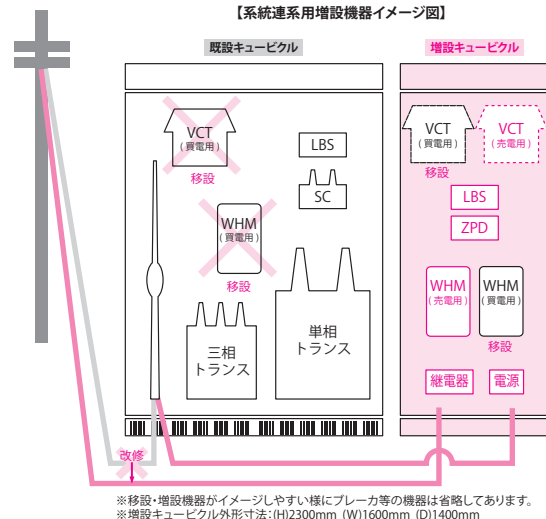 【系統連系用増設機器イメージ図】
既設キュービクル
増設キュービクル
VCT
(買電用)
移設
LBS
SC
WHM
(買電用)
移設
三相
トランス
単相
トランス
VCT
(買電用)
移設
VCT
(売電用)
LBS
ZPD
WHM
(売電用)
WHM
(買電用)
移設
継電器
電源
改修
※移設・増設機器がイメージしやすい様にブレーカ等の機器は省略してあります。
※増設キュービクル外形寸法:(H)2300mm (W)1600mm (D)1400mm